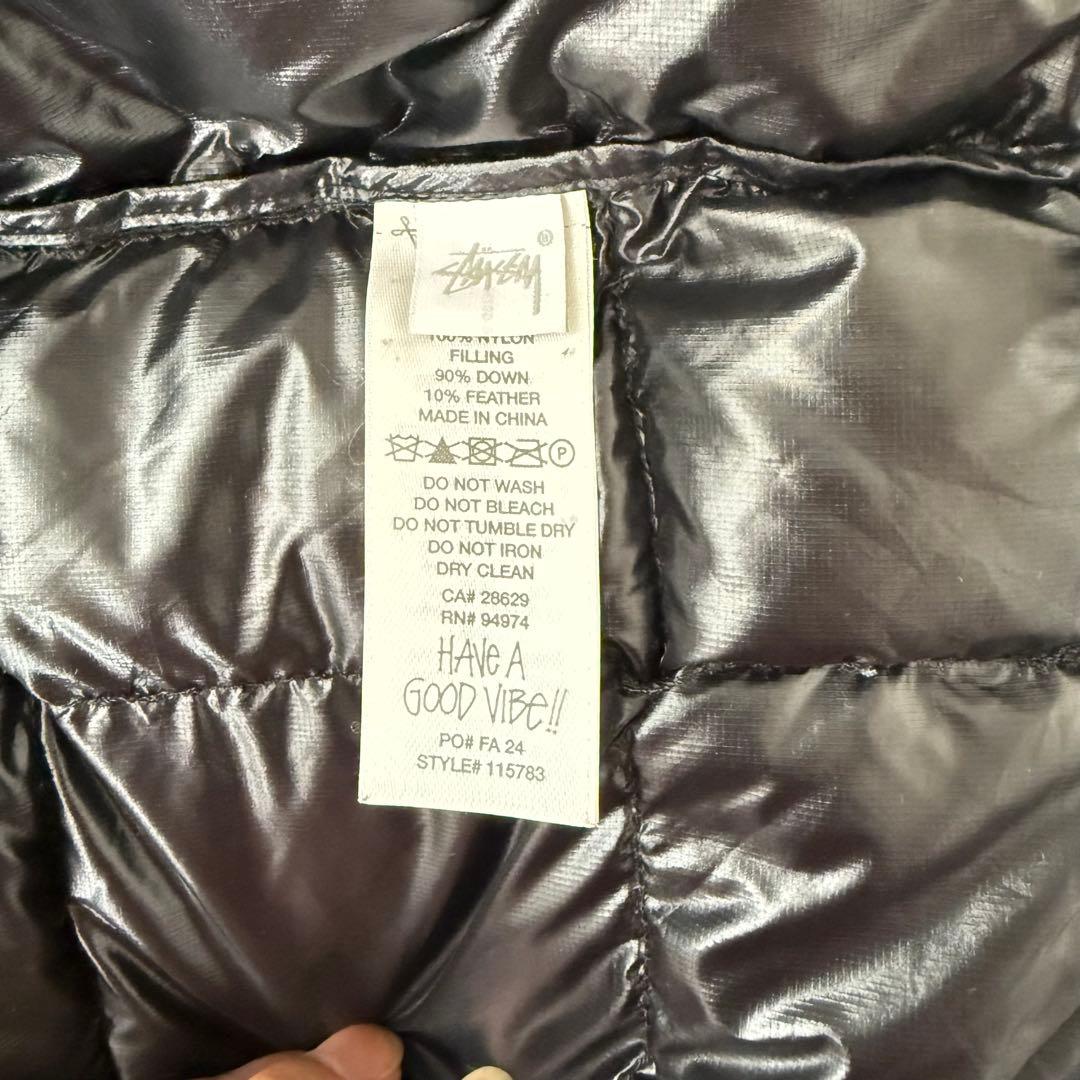 STÜSSY ®
100% NYLON
FILLING
90% DOWN
10% FEATHER
MADE IN CHINA
P
DO NOT WASH
DO NOT BLEACH
DO NOT TUMBLE DRY
DO NOT IRON
DRY CLEAN
CA# 28629
RN# 94974
HAVE A
GOOD VIBE!!
PO# FA 24
STYLE# 115783